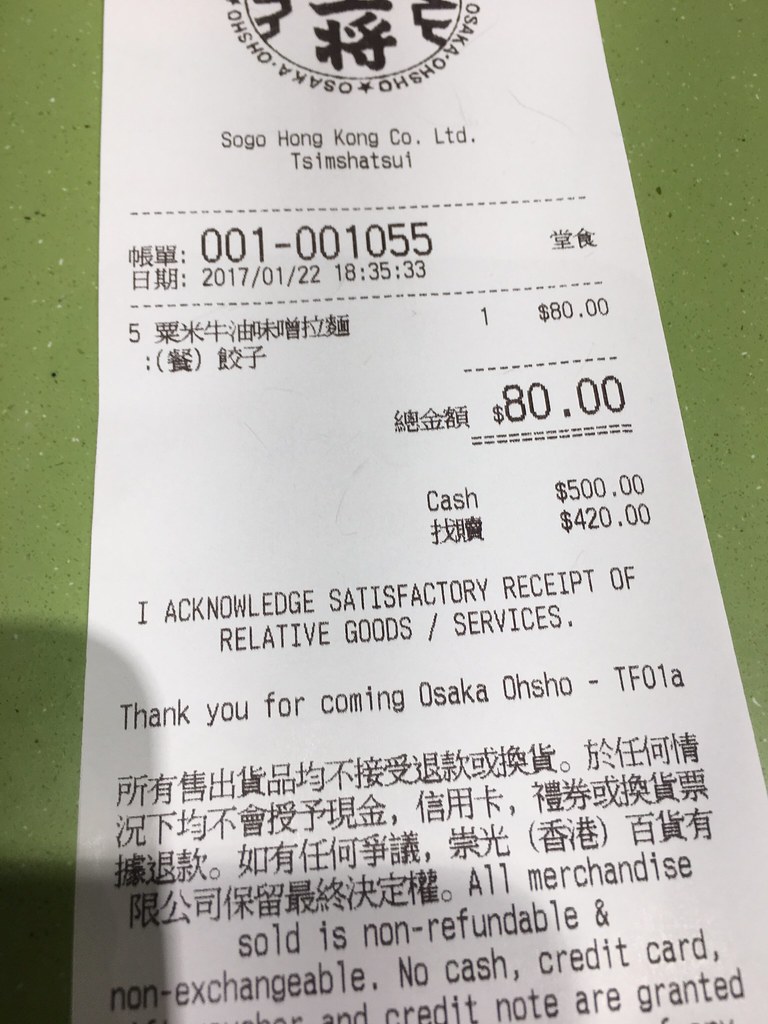 王将
OSAKA·OHSHO★OSAKA·OHSHO
Sogo Hong Kong Co. Ltd.
Tsimshatsui
帳單: 001-001055 堂食
日期: 2017/01/22 18:35:33
5 粟米牛油味噌拉麵 1 $80.00
:(餐) 餃子
總金額 $80.00
Cash $500.00
找贖 $420.00
I ACKNOWLEDGE SATISFACTORY RECEIPT OF
RELATIVE GOODS / SERVICES.
Thank you for coming Osaka Ohsho - TF01a
所有售出貨品均不接受退款或換貨。於任何情
況下均不會授予現金, 信用卡, 禮券或換貨票
據退款。如有任何爭議, 崇光 (香港) 百貨有
限公司保留最終決定權。All merchandise
sold is non-refundable &
non-exchangeable. No cash, credit card,
and credit note are granted